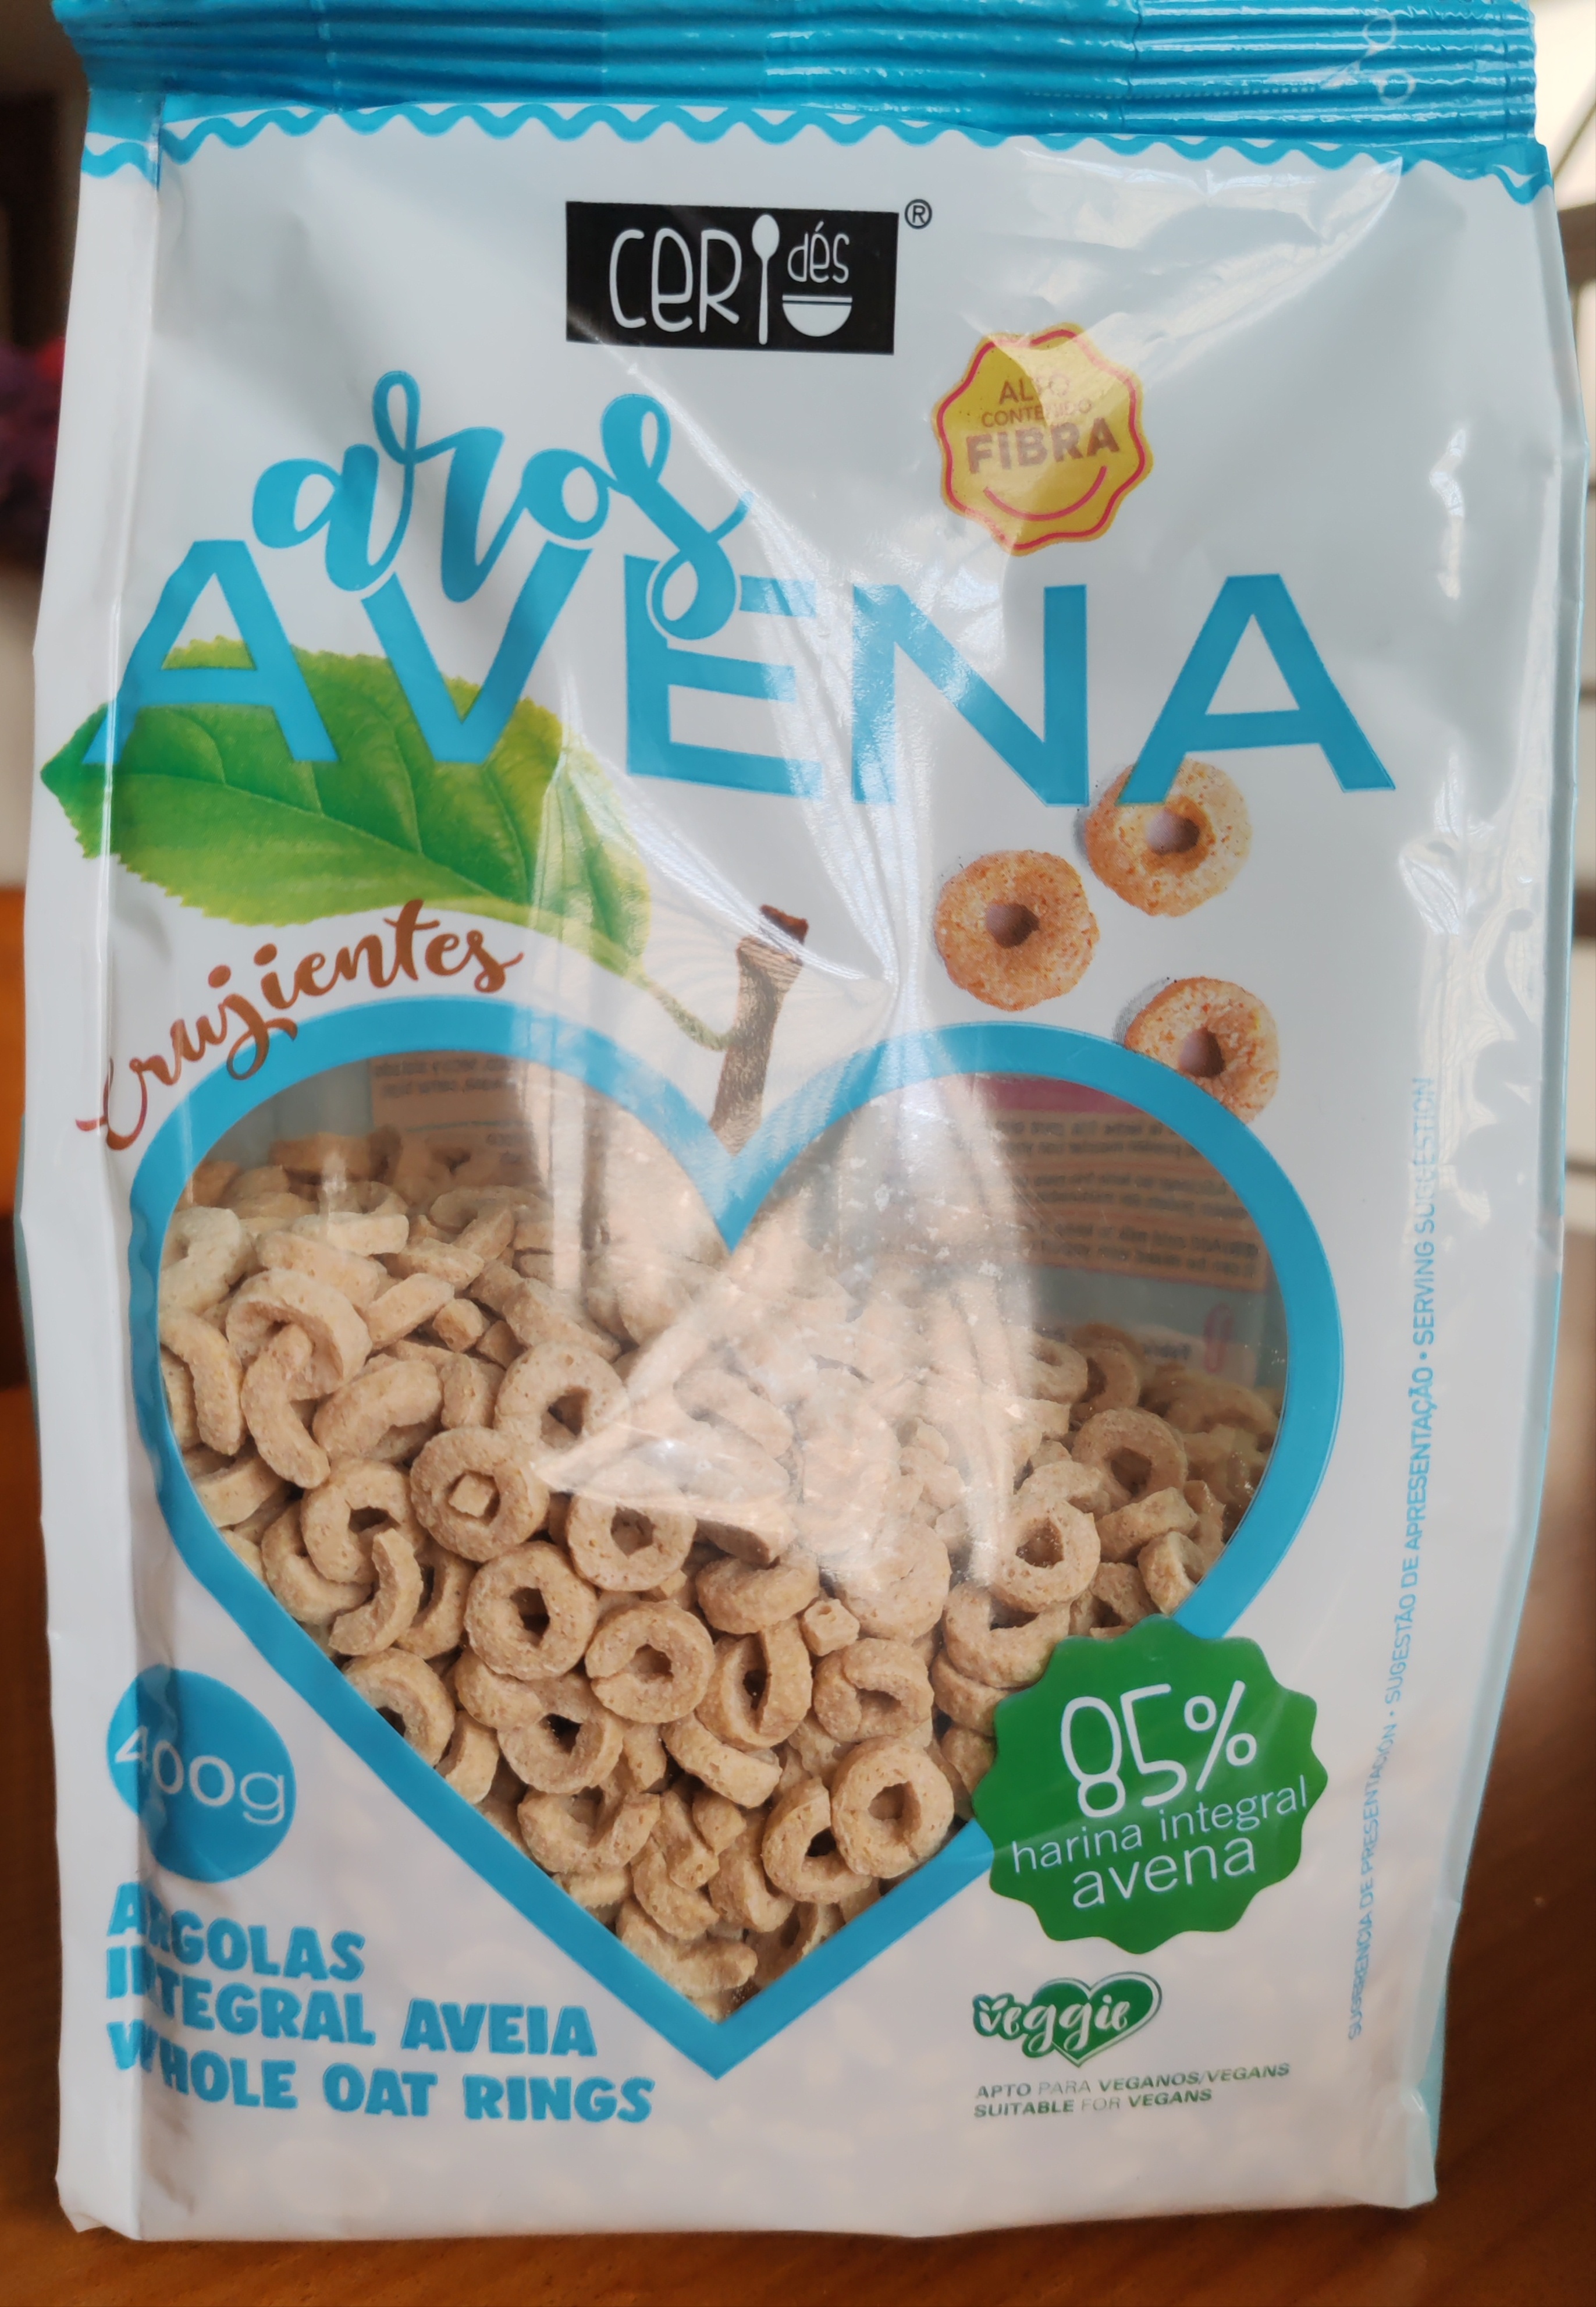 CERidés®
ALTO
CONTENIDO
FIBRA
aros
AVENA
Crujientes
85%
harina integral
avena
400g
ARGOLAS
INTEGRAL AVEIA
WHOLE OAT RINGS
veggie
APTO PARA VEGANOS/VEGANS
SUITABLE FOR VEGANS
SUGERENCIA DE PRESENTACIÓN • SUGESTÃO DE APRESENTAÇÃO • SERVING SUGGESTION